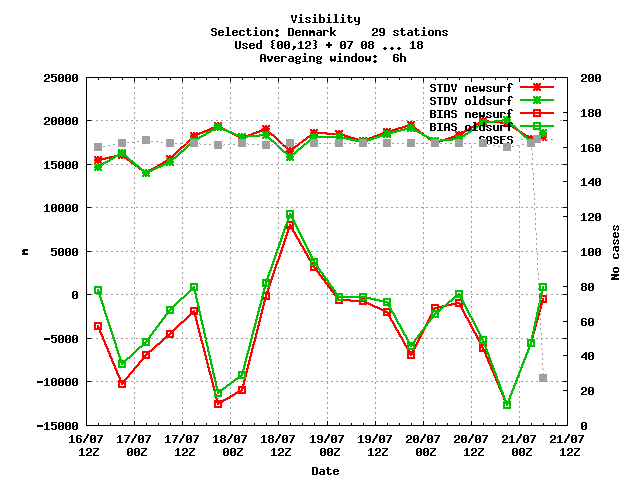 Visibility
Selection: Denmark     29 stations
Used {00,12} + 07 08 ... 18
Averaging window:  6h
25000
20000
15000
10000
5000
0
-5000
-10000
-15000
m
200
180
160
140
120
100
80
60
40
20
0
No cases
STDV newsurf
STDV oldsurf
BIAS newsurf
BIAS oldsurf
CASES
16/07 17/07 17/07 18/07 18/07 19/07 19/07 20/07 20/07 21/07 21/07
12Z 00Z 12Z 00Z 12Z 00Z 12Z 00Z 12Z 00Z 12Z
Date